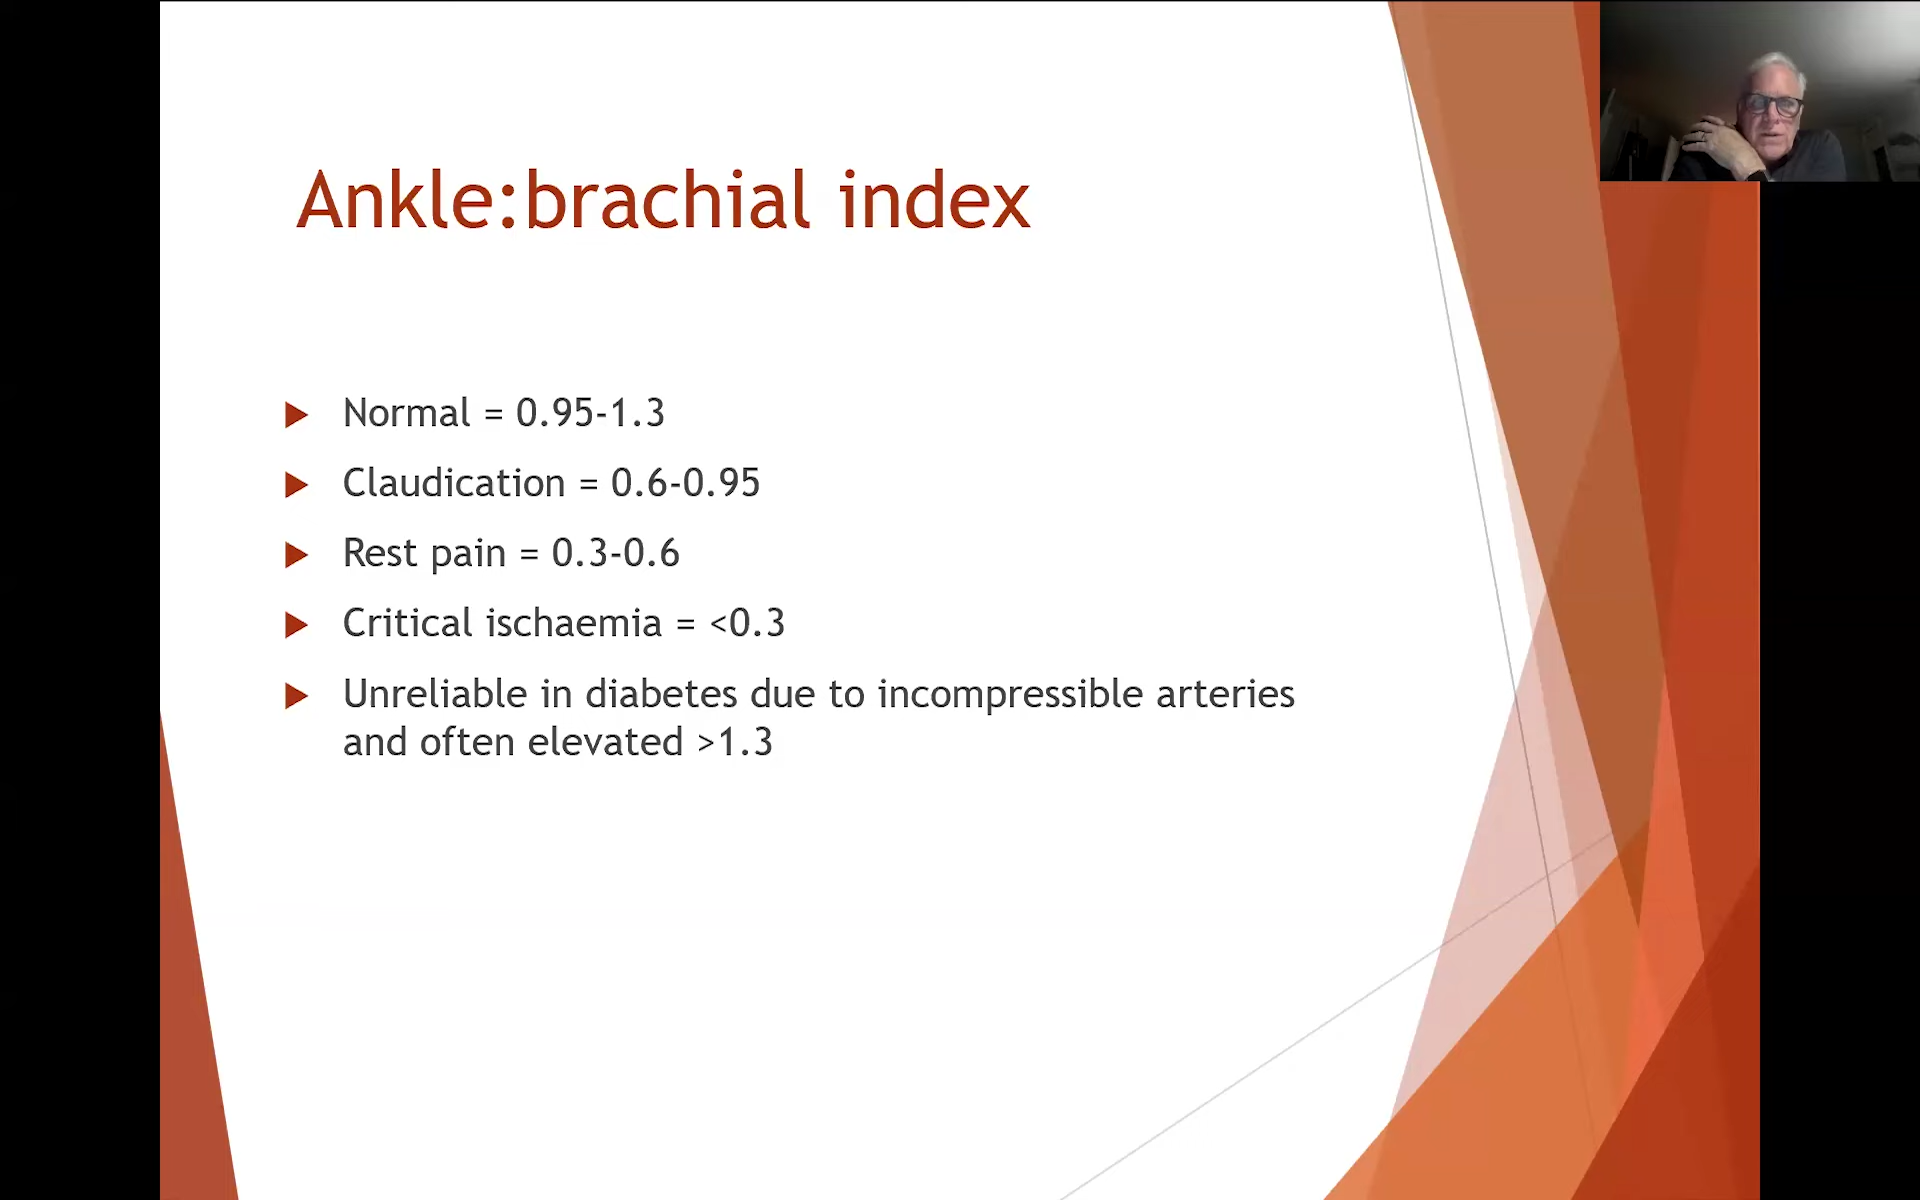 Ankle:brachial index
Normal = 0.95-1.3
Claudication = 0.6-0.95
Rest pain = 0.3-0.6
Critical ischaemia = <0.3
Unreliable in diabetes due to incompressible arteries
and often elevated >1.3